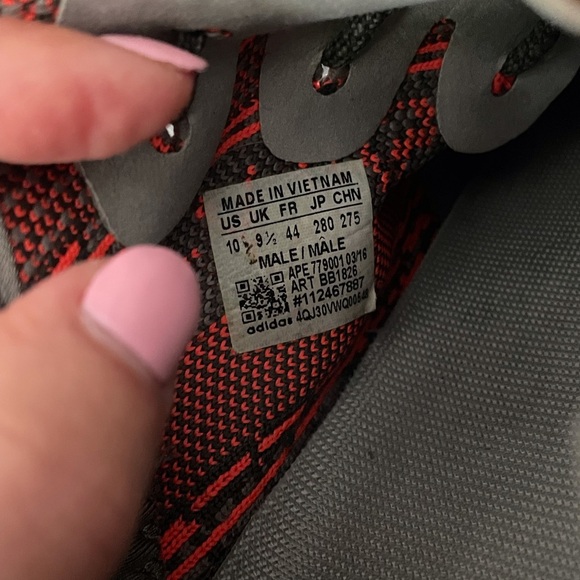 MADE IN VIETNAM
US UK FR JP CHN
10 9½ 44 280 275
MALE / MÂLE
APE 779001 03/16
ART BB1826
#112467887
adidas